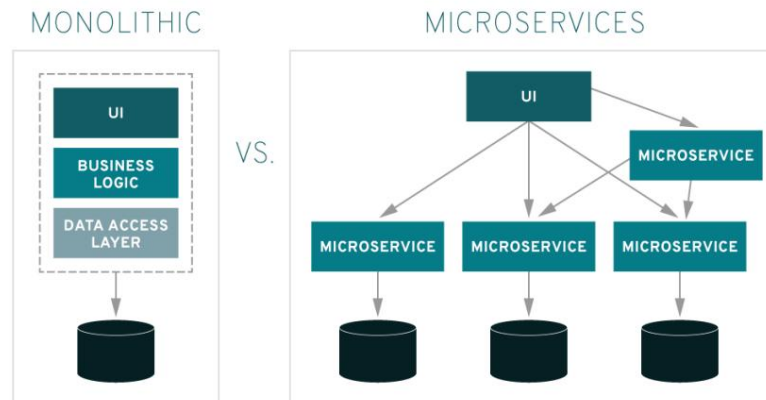 MONOLITHIC
MICROSERVICES
UI
BUSINESS
LOGIC
DATA ACCESS
LAYER
VS.
UI
MICROSERVICE
MICROSERVICE
MICROSERVICE
MICROSERVICE